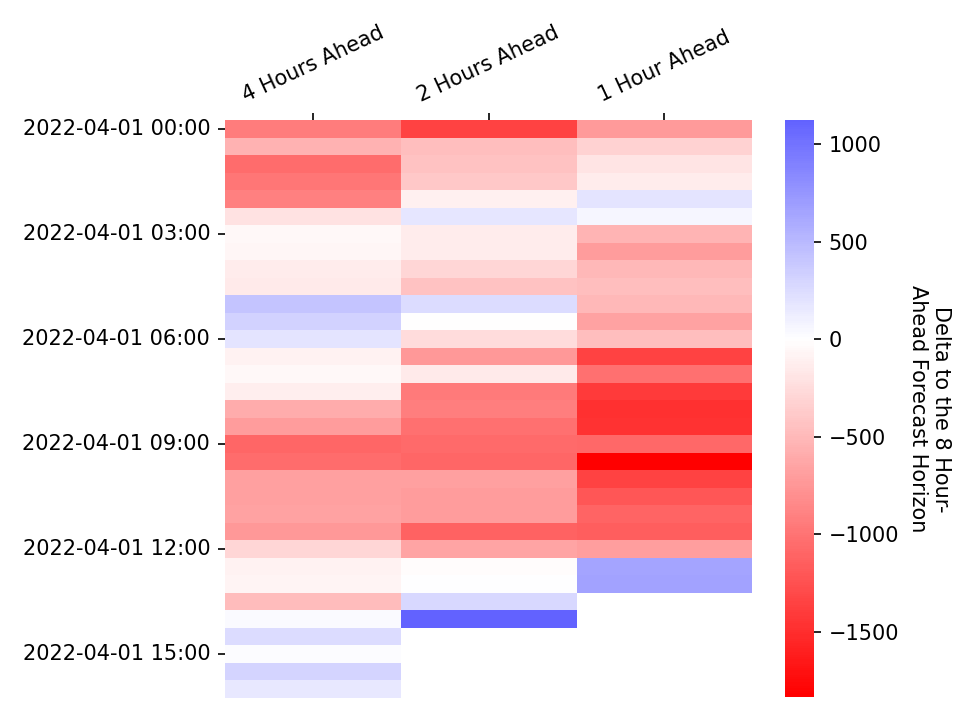 4 Hours Ahead
2 Hours Ahead
1 Hour Ahead
2022-04-01 00:00
2022-04-01 03:00
2022-04-01 06:00
2022-04-01 09:00
2022-04-01 12:00
2022-04-01 15:00
1000
500
0
−500
−1000
−1500
Delta to the 8 Hour-
Ahead Forecast Horizon